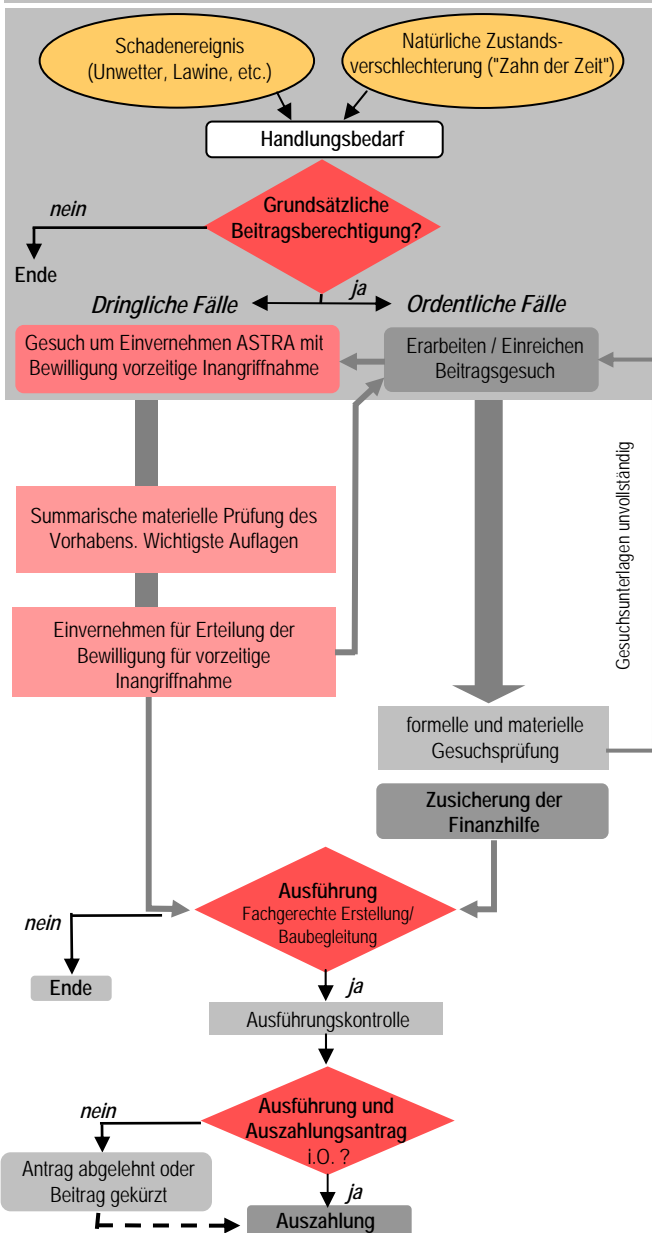 Schadenereignis
(Unwetter, Lawine, etc.)
Natürliche Zustands-
verschlechterung ("Zahn der Zeit")
Handlungsbedarf
Grundsätzliche
Beitragsberechtigung?
nein
Ende
ja
Dringliche Fälle
Ordentliche Fälle
Gesuch um Einvernehmen ASTRA mit
Bewilligung vorzeitige Inangriffnahme
Erarbeiten / Einreichen
Beitragsgesuch
Gesuchsunterlagen unvollständig
Summarische materielle Prüfung des
Vorhabens. Wichtigste Auflagen
Einvernehmen für Erteilung der
Bewilligung für vorzeitige
Inangriffnahme
formelle und materielle
Gesuchsprüfung
Zusicherung der
Finanzhilfe
Ausführung
Fachgerechte Erstellung/
Baubegleitung
nein
Ende
ja
Ausführungskontrolle
Ausführung und
Auszahlungsantrag
i.O. ?
nein
Antrag abgelehnt oder
Beitrag gekürzt
ja
Auszahlung